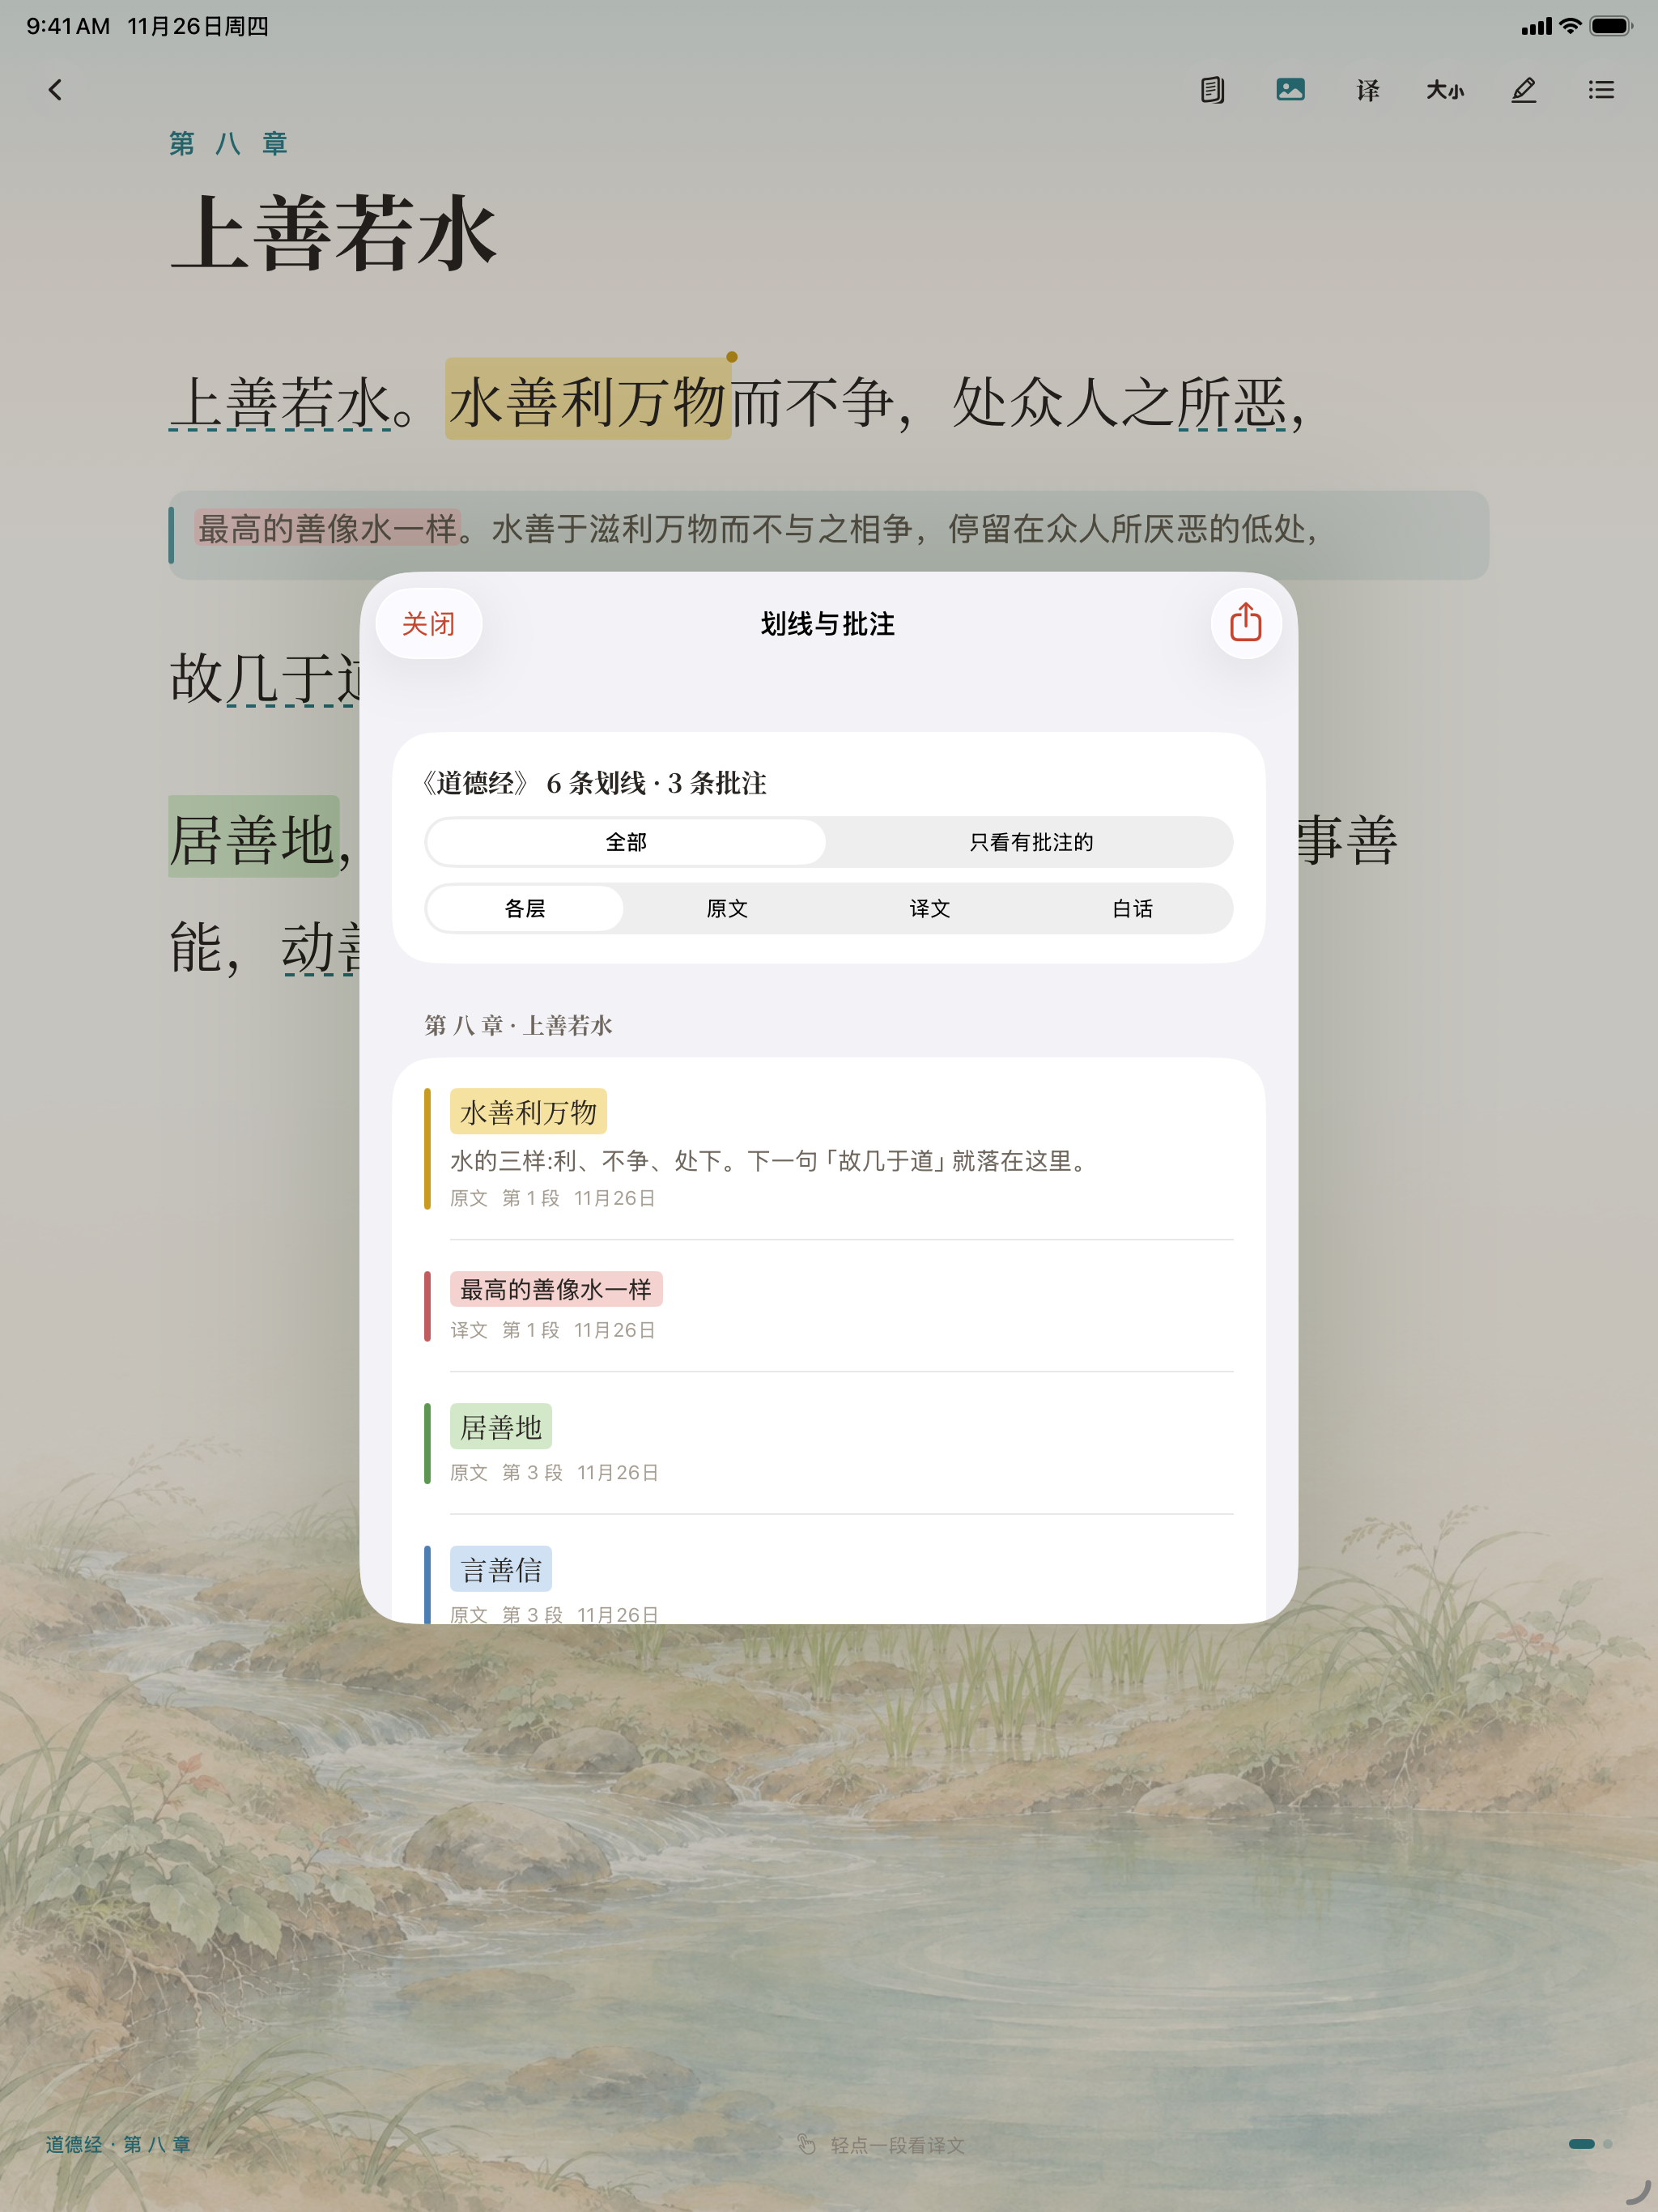 9:41 AM 11月26日周四
译 大小
第 八 章
上善若水
上善若水。水善利万物而不争，处众人之所恶，
最高的善像水一样。水善于滋利万物而不与之相争，停留在众人所厌恶的低处，
关闭 划线与批注
故几于
《道德经》 6 条划线 · 3 条批注
居善地， 事善
全部 只看有批注的
各层 原文 译文 白话
能，动
第 八 章 · 上善若水
水善利万物
水的三样:利、不争、处下。下一句「故几于道」就落在这里。
原文 第 1 段 11月26日
最高的善像水一样
译文 第 1 段 11月26日
居善地
原文 第 3 段 11月26日
言善信
原文 第 3 段 11月26日
道德经 · 第 八 章 轻点一段看译文